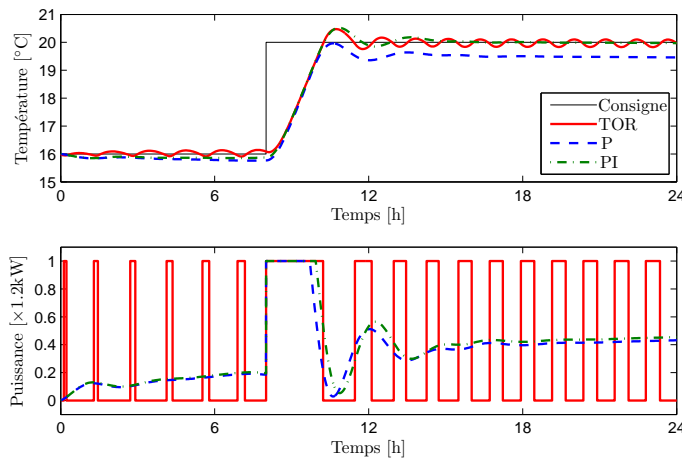 Température [°C]
21
20
19
18
17
16
15
0
6
12
18
24
Temps [h]
Consigne
TOR
P
PI
Puissance [×1.2kW]
1
0.8
0.6
0.4
0.2
0
0
6
12
18
24
Temps [h]